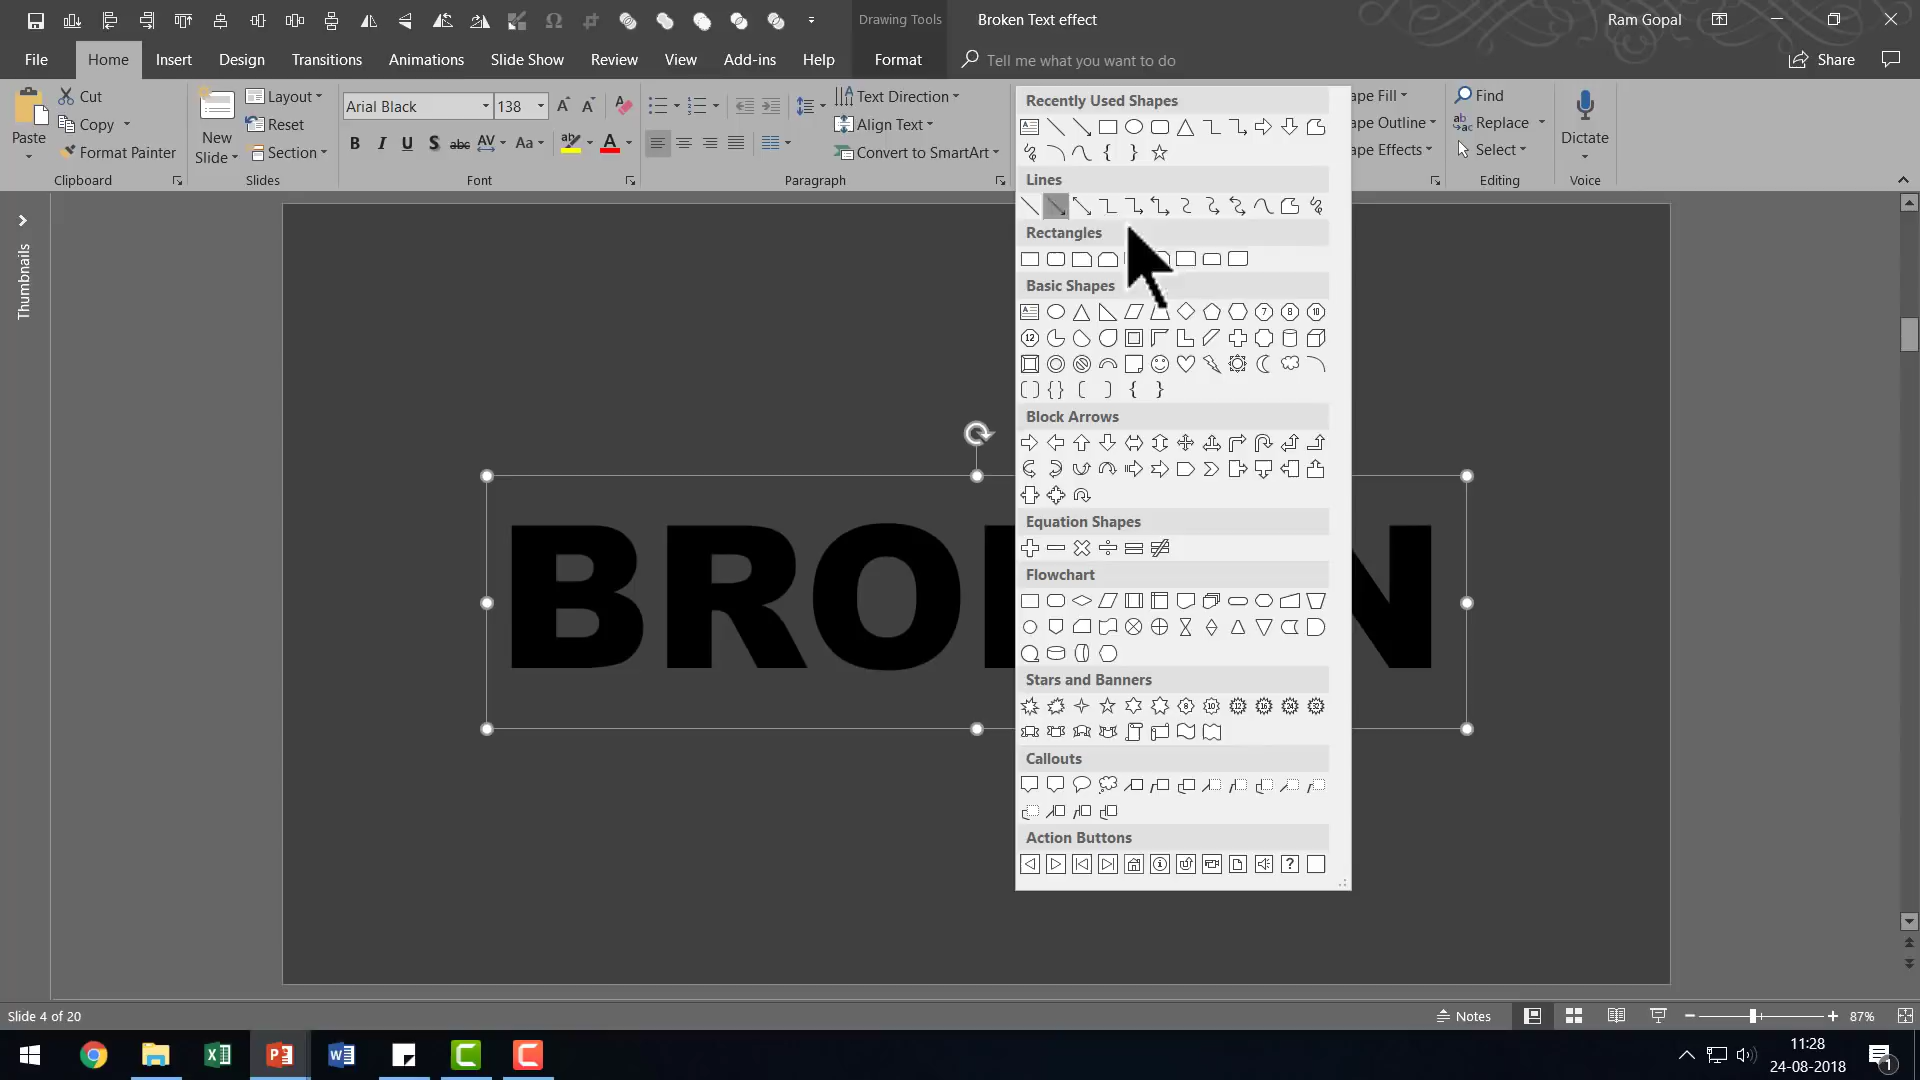 Drawing Tools
Broken Text effect
Ram Gopal
File
Home
Insert
Design
Transitions
Animations
Slide Show
Review
View
Add-ins
Help
Format
Tell me what you want to do
Share
Paste
Cut
Copy
Format Painter
Clipboard
New
Slide
Layout
Reset
Section
Slides
Arial Black
138
B I U S abc AV Aa A
Font
Text Direction
Align Text
Convert to SmartArt
Paragraph
ape Fill
ape Outline
ape Effects
Find
Replace
Select
Editing
Dictate
Voice
Recently Used Shapes
Lines
Rectangles
Basic Shapes
Block Arrows
Equation Shapes
Flowchart
Stars and Banners
Callouts
Action Buttons
Thumbnails
BRO
N
Slide 4 of 20
Notes
87%
11:28
24-08-2018
1